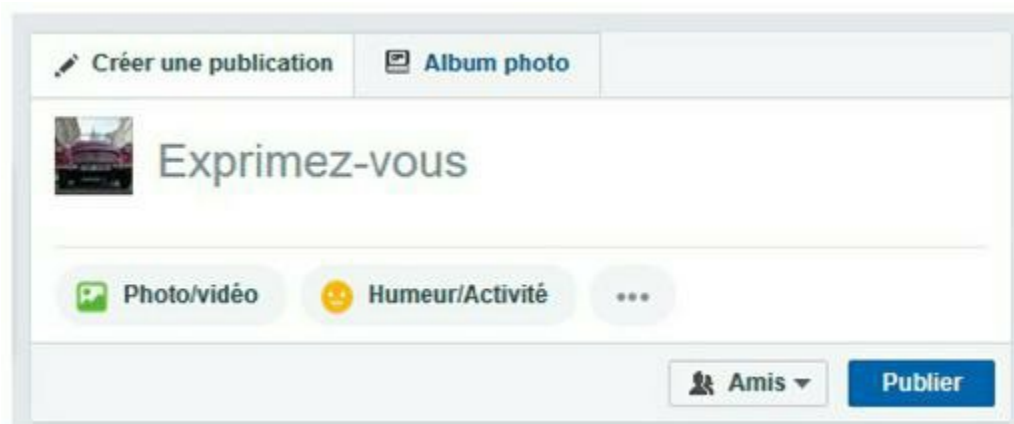 Créer une publication Album photo
Exprimez-vous
Photo/vidéo Humeur/Activité •••
Amis Publier